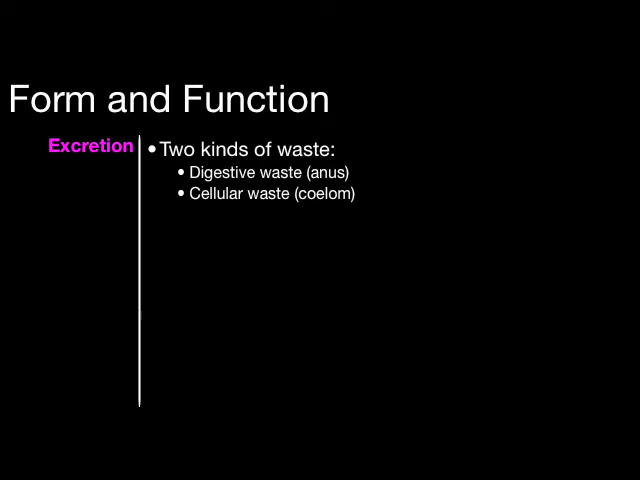 Form and Function
Excretion
• Two kinds of waste:
• Digestive waste (anus)
• Cellular waste (coelom)